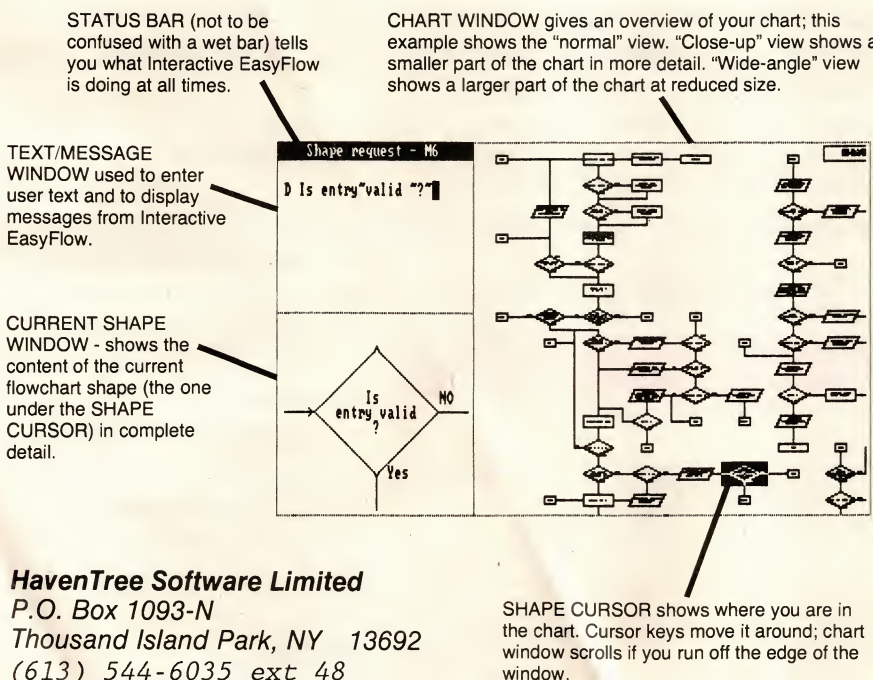 STATUS BAR (not to be
confused with a wet bar) tells
you what Interactive EasyFlow
is doing at all times.
CHART WINDOW gives an overview of your chart; this
example shows the “normal” view. “Close-up” view shows a
smaller part of the chart in more detail. “Wide-angle” view
shows a larger part of the chart at reduced size.
TEXT/MESSAGE
WINDOW used to enter
user text and to display
messages from Interactive
EasyFlow.
Shape request - M6
D Is entry~valid ~?~
CURRENT SHAPE
WINDOW - shows the
content of the current
flowchart shape (the one
under the SHAPE
CURSOR) in complete
detail.
Is
entry valid
?
NO
Yes
HavenTree Software Limited
P.O. Box 1093-N
Thousand Island Park, NY 13692
(613) 544-6035 ext 48
SHAPE CURSOR shows where you are in
the chart. Cursor keys move it around; chart
window scrolls if you run off the edge of the
window.